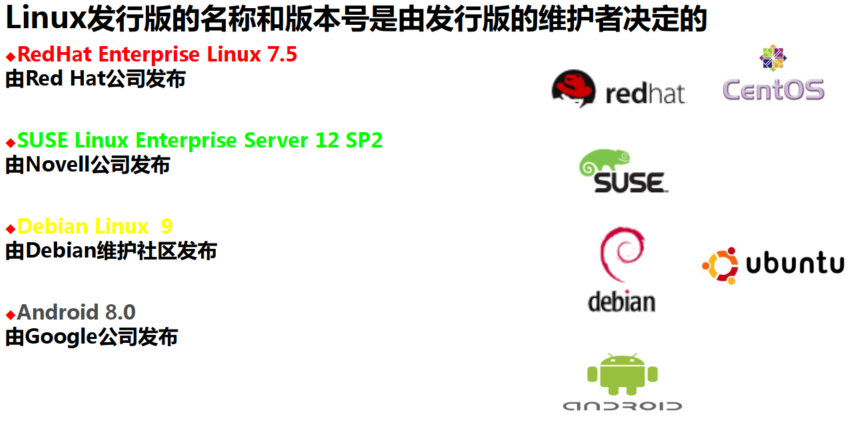 Linux发行版的名称和版本号是由发行版的维护者决定的
RedHat Enterprise Linux 7.5
由Red Hat公司发布
redhat.
CentOS
SUSE Linux Enterprise Server 12 SP2
由Novell公司发布
SUSE
Debian Linux 9
由Debian维护社区发布
debian
ubuntu
Android 8.0
由Google公司发布
ANDROID